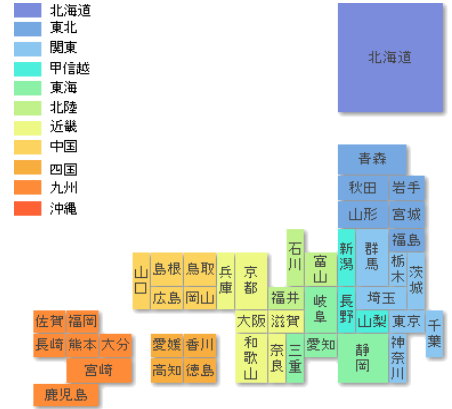 北海道
東北
関東
甲信越
東海
北陸
近畿
中国
四国
九州
沖縄
北海道
青森
秋田 岩手
山形 宮城
福島
石川 富山 新潟 群馬 栃木 茨城
山口 島根 鳥取 兵庫 京都
広島 岡山 福井 岐阜 長野 埼玉
佐賀 福岡 大阪 滋賀 山梨 東京 千葉
長崎 熊本 大分 愛媛 香川 和歌山 奈良 三重 愛知 静岡 神奈川
宮崎 高知 徳島
鹿児島